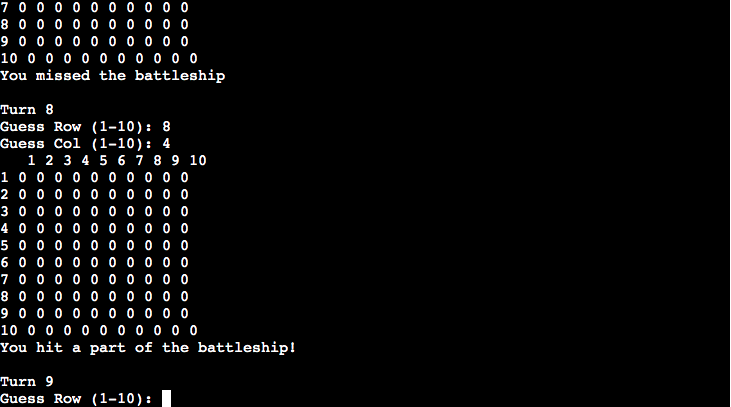 7 0 0 0 0 0 0 0 0 0 0
8 0 0 0 0 0 0 0 0 0 0
9 0 0 0 0 0 0 0 0 0 0
10 0 0 0 0 0 0 0 0 0 0
You missed the battleship
Turn 8
Guess Row (1-10): 8
Guess Col (1-10): 4
1 2 3 4 5 6 7 8 9 10
1 0 0 0 0 0 0 0 0 0 0
2 0 0 0 0 0 0 0 0 0 0
3 0 0 0 0 0 0 0 0 0 0
4 0 0 0 0 0 0 0 0 0 0
5 0 0 0 0 0 0 0 0 0 0
6 0 0 0 0 0 0 0 0 0 0
7 0 0 0 0 0 0 0 0 0 0
8 0 0 0 0 0 0 0 0 0 0
9 0 0 0 0 0 0 0 0 0 0
10 0 0 0 0 0 0 0 0 0 0
You hit a part of the battleship!
Turn 9
Guess Row (1-10):